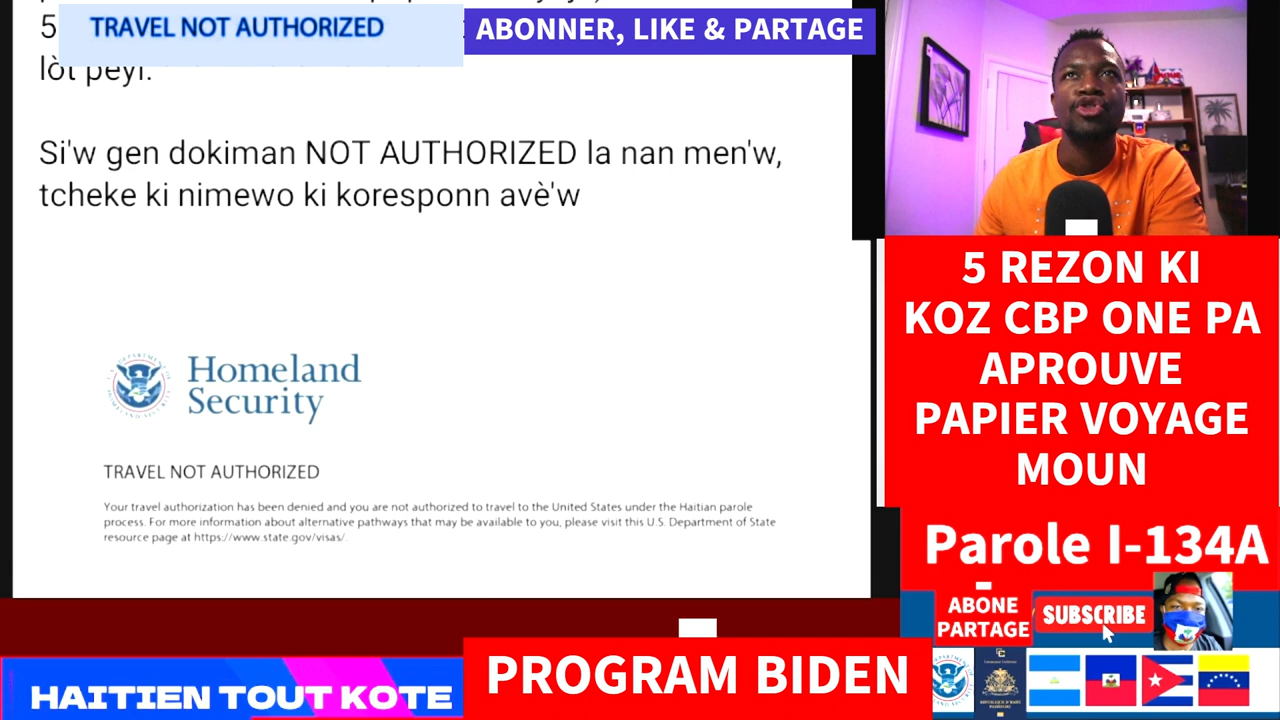 TRAVEL NOT AUTHORIZED
ABONNER, LIKE & PARTAGE
5
lòt peyi.
Si'w gen dokiman NOT AUTHORIZED la nan men'w,
tcheke ki nimewo ki koresponn avè'w
Homeland
Security
TRAVEL NOT AUTHORIZED
Your travel authorization has been denied and you are not authorized to travel to the United States under the Haitian parole
process. For more information about alternative pathways that may be available to you, please visit this U.S. Department of State
resource page at https://www.state.gov/visas/.
5 REZON KI
KOZ CBP ONE PA
APROUVE
PAPIER VOYAGE
MOUN
Parole I-134A
ABONE
PARTAGE
SUBSCRIBE
PROGRAM BIDEN
HAITIEN TOUT KOTE